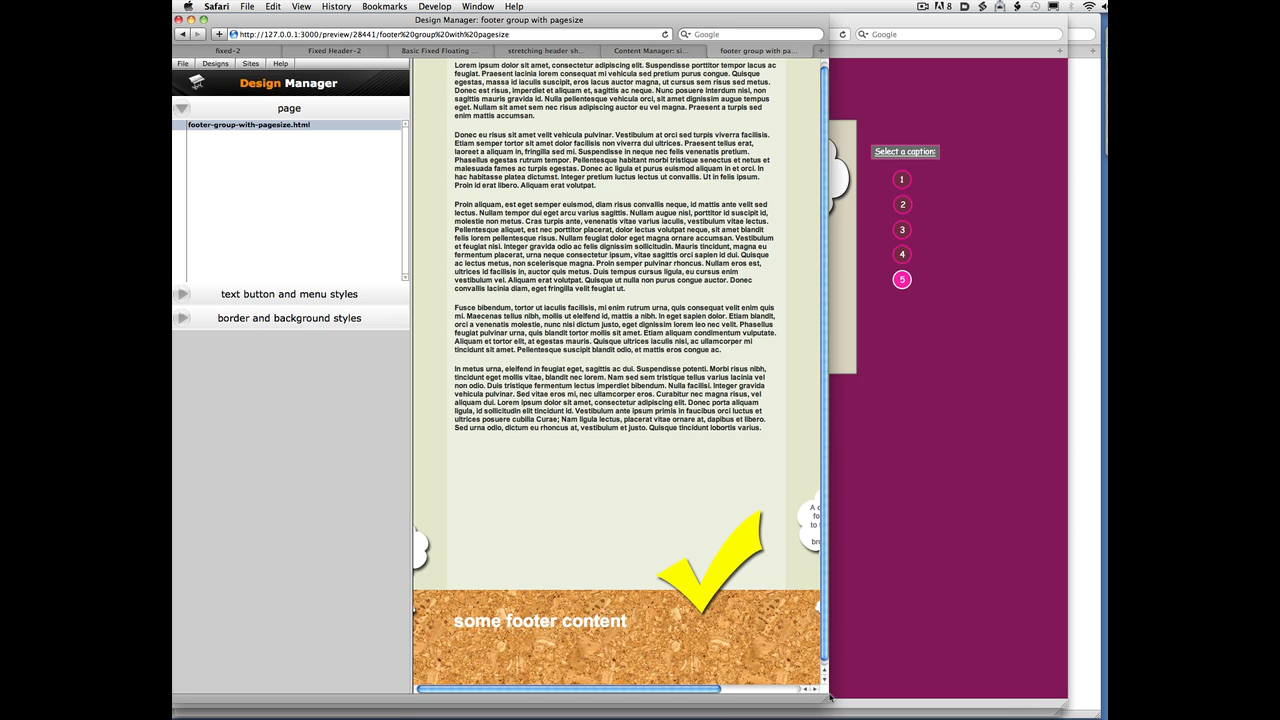 Safari File Edit View History Bookmarks Develop Window Help
8
Design Manager: footer group with pagesize
http://127.0.0.1:3000/preview/28441/footer%20group%20with%20pagesize
Google
Google
fixed-2
Fixed Header-2
Basic Fixed Floating ...
stretching header sh...
Content Manager: si...
footer group with pa...
File Designs Sites Help
Design Manager
page
footer-group-with-pagesize.html
text button and menu styles
border and background styles
Lorem ipsum dolor sit amet, consectetur adipiscing elit. Suspendisse porttitor tempor lacus ac
feugiat. Praesent lacinia lorem consequat mi vehicula sed pretium purus congue. Quisque
egestas, massa id iaculis suscipit, eros lacus auctor magna, ut cursus sem risus sed metus.
Donec est risus, imperdiet et aliquam et, sagittis ac neque. Nunc posuere interdum nisl, non
sagittis mauris gravida id. Nulla pellentesque vehicula orci, sit amet dignissim augue tempus
eget. Nullam sit amet sem nec risus adipiscing auctor eu vel magna. Praesent a turpis sed
enim mattis accumsan.
Donec eu risus sit amet velit vehicula pulvinar. Vestibulum at orci sed turpis viverra facilisis.
Etiam semper tortor sit amet dolor facilisis non viverra dui ultrices. Praesent tellus erat,
laoreet a aliquam in, fringilla sed mi. Suspendisse in neque nec felis venenatis pretium.
Phasellus egestas rutrum tempor. Pellentesque habitant morbi tristique senectus et netus et
malesuada fames ac turpis egestas. Donec ac ligula et purus euismod aliquam in et orci. In
hac habitasse platea dictumst. Integer pretium luctus lectus ut convallis. Ut in felis ipsum.
Proin id erat libero. Aliquam erat volutpat.
Proin aliquam, est eget semper euismod, diam risus convallis neque, id mattis ante velit sed
lectus. Nullam tempor dui eget arcu varius sagittis. Nullam augue nisl, porttitor id suscipit id,
molestie non metus. Cras turpis ante, venenatis vitae varius iaculis, vestibulum vitae lectus.
Pellentesque aliquet, est nec porttitor placerat, dolor lectus volutpat neque, sit amet blandit
felis lorem pellentesque risus. Nullam feugiat dolor eget magna ornare accumsan. Vestibulum
et feugiat nisi. Integer gravida odio ac felis dignissim sollicitudin. Mauris tincidunt, magna eu
fermentum placerat, urna neque consectetur ipsum, vitae sagittis orci sapien id dui. Quisque
ac lectus metus, non scelerisque magna. Proin semper pulvinar rhoncus. Nullam eros est,
ultrices id facilisis in, auctor quis metus. Duis tempus cursus ligula, eu cursus enim
vestibulum vel. Aliquam erat volutpat. Quisque ut nulla non purus congue auctor. Donec
convallis lacinia diam, eget fringilla velit feugiat ut.
Fusce bibendum, tortor ut iaculis facilisis, mi enim rutrum urna, quis consequat velit enim quis
mi. Maecenas tellus nibh, mollis ut eleifend id, mattis a nibh. In eget sapien dolor. Etiam blandit,
orci a venenatis molestie, nunc nisi dictum justo, eget dignissim lorem leo nec velit. Phasellus
feugiat pulvinar urna, quis blandit tortor mollis sit amet. Etiam aliquam condimentum vulputate.
Aliquam et tortor elit, at egestas mauris. Quisque ultrices iaculis nisi, ac ullamcorper mi
tincidunt sit amet. Pellentesque suscipit blandit odio, et mattis eros congue ac.
In metus urna, eleifend in feugiat eget, sagittis ac dui. Suspendisse potenti. Morbi risus nibh,
tincidunt eget mollis vitae, blandit nec lorem. Nam sed sem tristique tellus varius lacinia vel
non odio. Duis tristique fermentum lectus imperdiet bibendum. Nulla facilisi. Integer gravida
vehicula pulvinar. Sed vitae eros mi, nec ullamcorper diam. Curabitur nec magna risus, vel
aliquam dui. Lorem ipsum dolor sit amet, consectetur adipiscing elit. Donec porta aliquam
ligula, id sollicitudin elit tincidunt id. Vestibulum ante ipsum primis in faucibus orci luctus et
ultrices posuere cubilia Curae; Nam ligula lectus, placerat vitae ornare at, dapibus et libero.
Sed urna odio, dictum eu rhoncus at, vestibulum et justo. Quisque tincidunt lobortis varius.
some footer content
Select a caption:
1
2
3
4
5